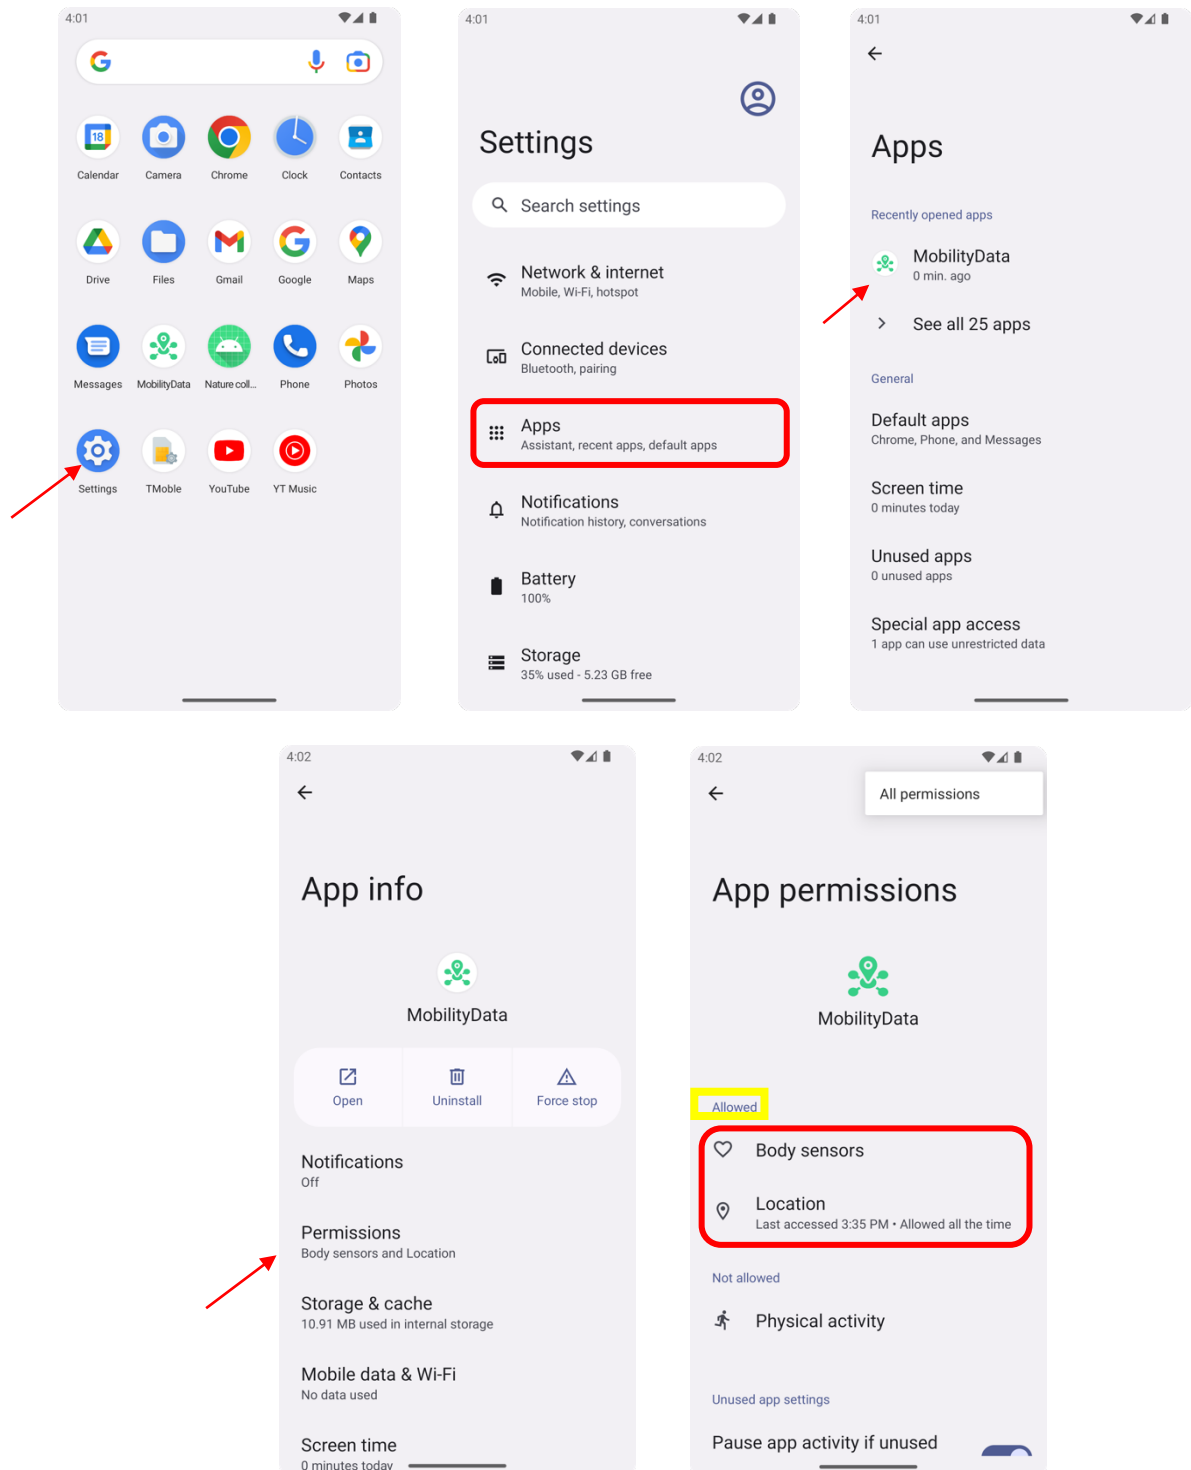 4:01
18
Calendar
Camera
Chrome
Clock
Contacts
Drive
Files
Gmail
Google
Maps
Messages
MobilityData
Nature coll...
Phone
Photos
Settings
TMoble
YouTube
YT Music
4:01
Settings
Search settings
Network & internet
Mobile, Wi-Fi, hotspot
Connected devices
Bluetooth, pairing
Apps
Assistant, recent apps, default apps
Notifications
Notification history, conversations
Battery
100%
Storage
35% used - 5.23 GB free
4:01
Apps
Recently opened apps
MobilityData
0 min. ago
See all 25 apps
General
Default apps
Chrome, Phone, and Messages
Screen time
0 minutes today
Unused apps
0 unused apps
Special app access
1 app can use unrestricted data
4:02
App info
MobilityData
Open
Uninstall
Force stop
Notifications
Off
Permissions
Body sensors and Location
Storage & cache
10.91 MB used in internal storage
Mobile data & Wi-Fi
No data used
Screen time
0 minutes today
4:02
All permissions
App permissions
MobilityData
Allowed
Body sensors
Location
Last accessed 3:35 PM • Allowed all the time
Not allowed
Physical activity
Unused app settings
Pause app activity if unused